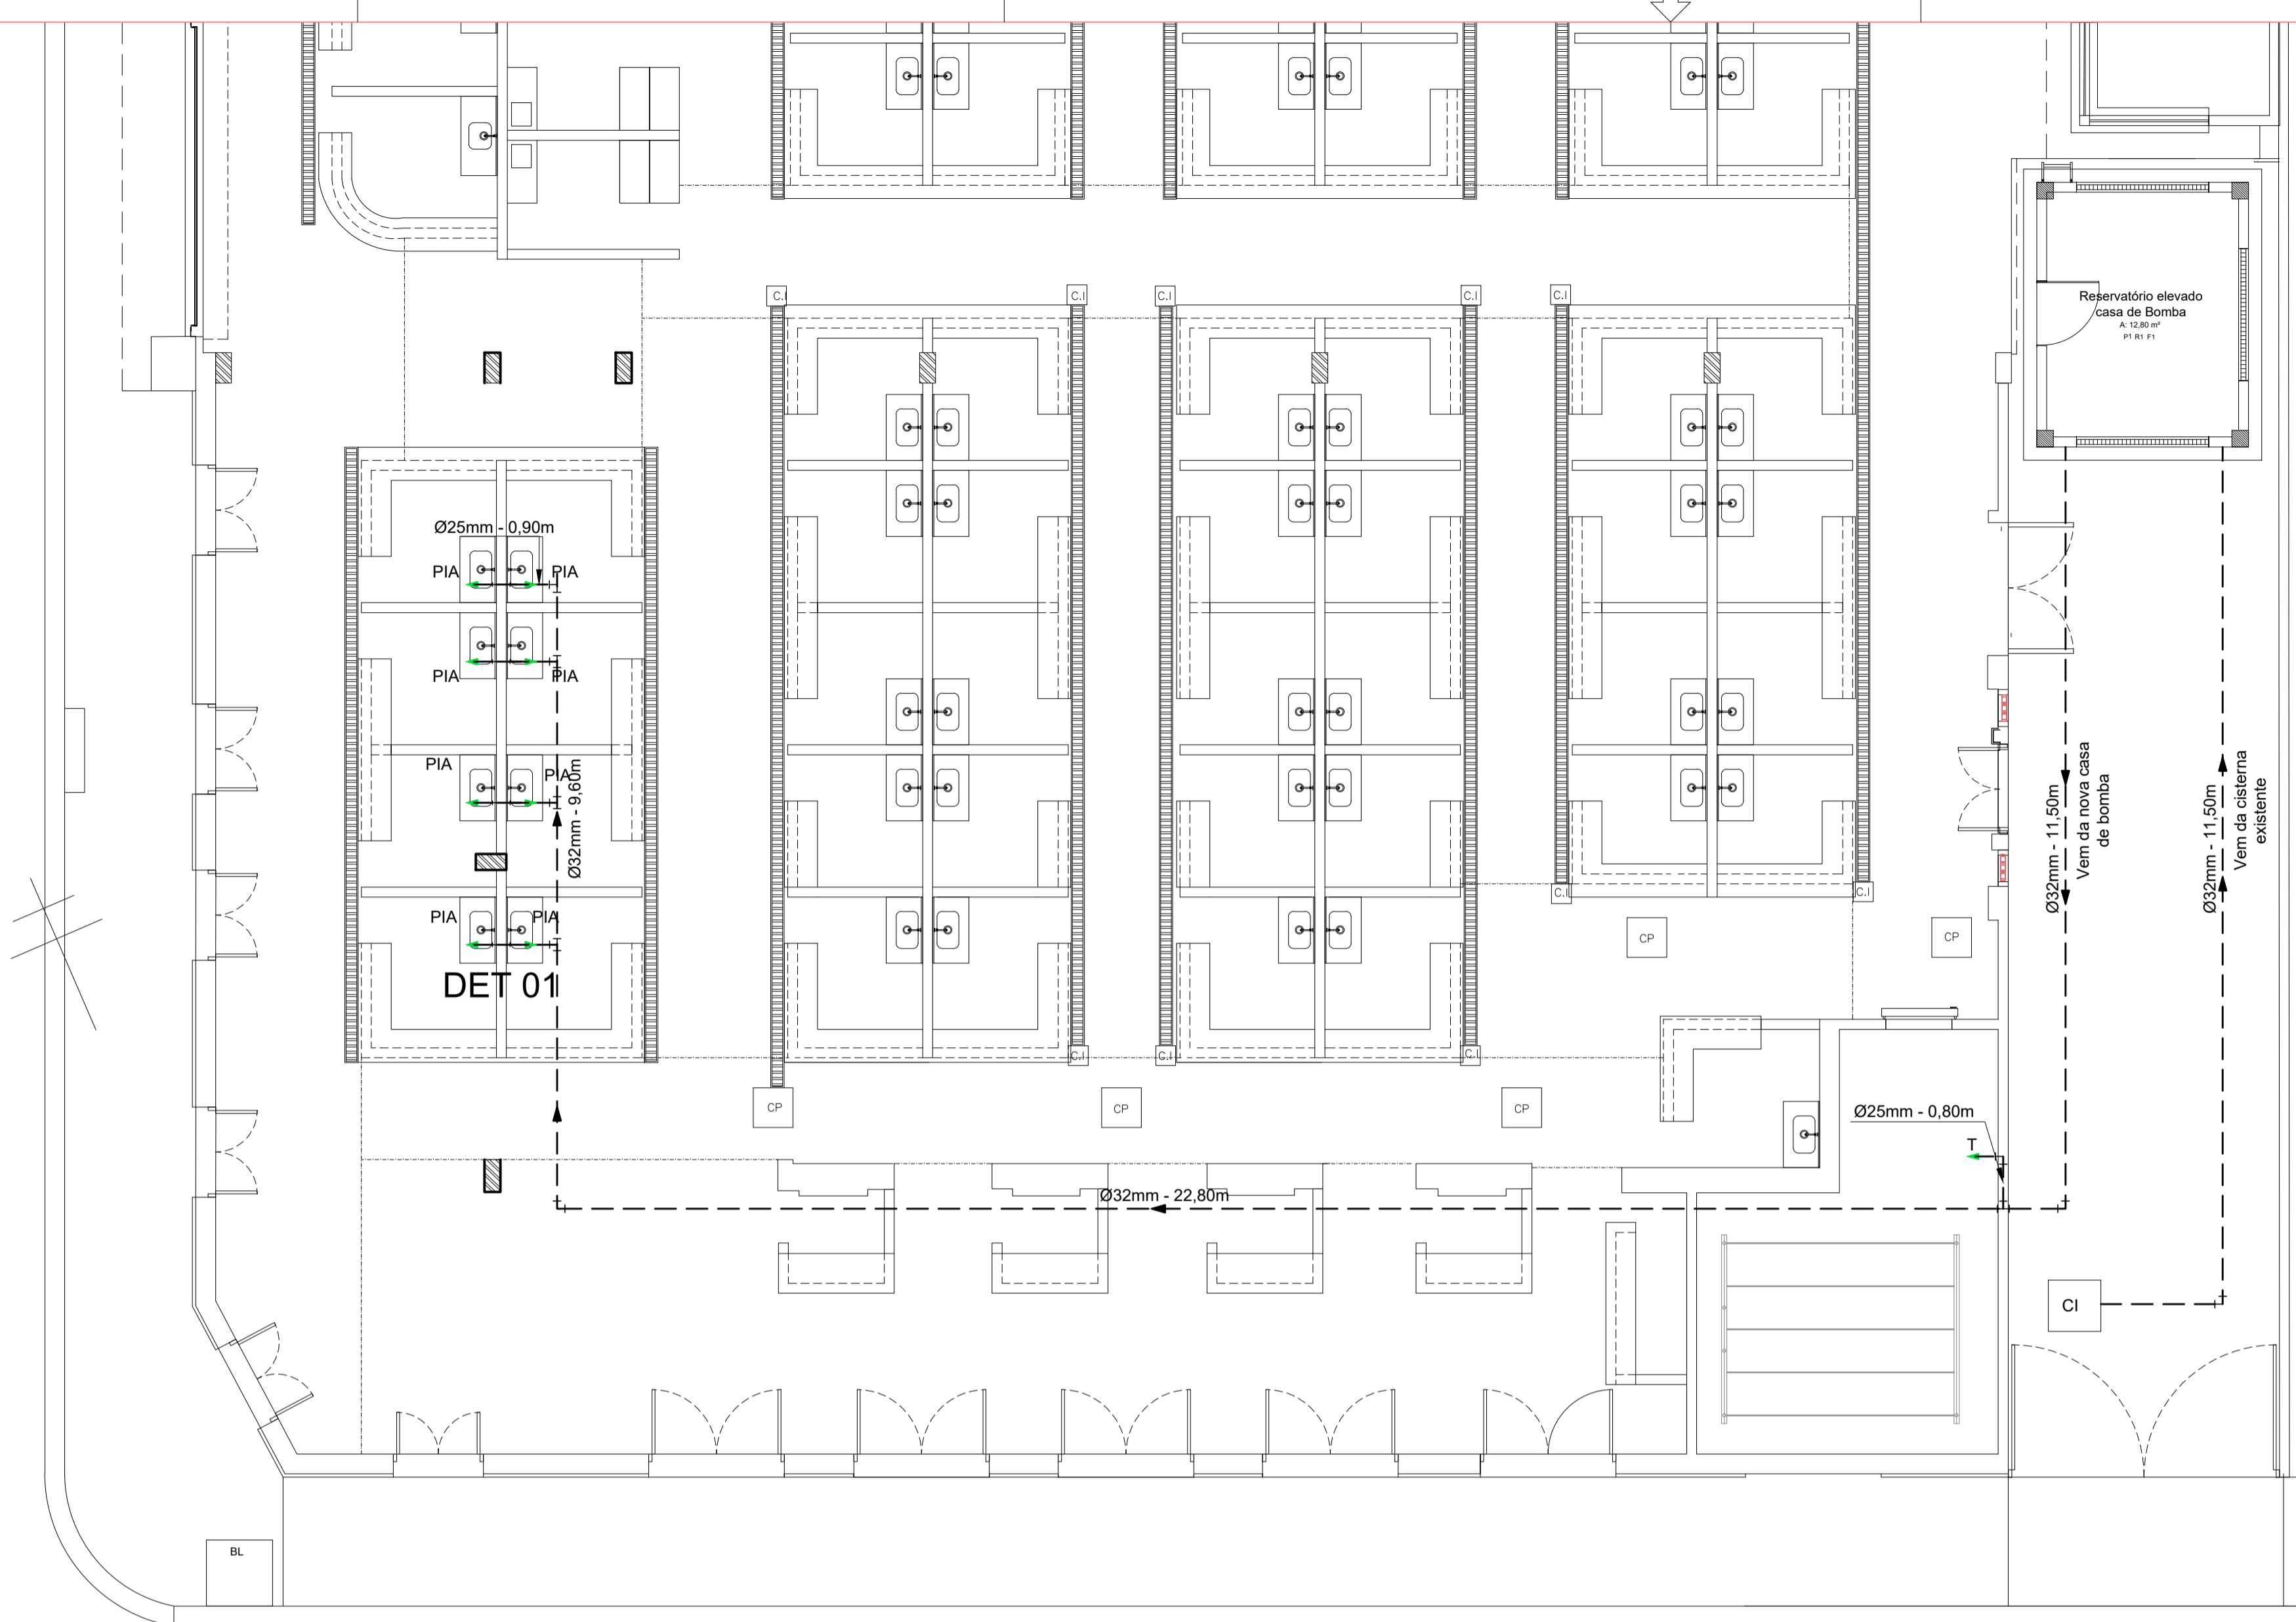 C.I
C.I
C.I
C.I
C.I
Reservatório elevado
casa de Bomba
A: 12,80 m²
P1 R1 F1
Ø25mm - 0,90m
PIA
PIA
PIA
PIA
PIA
PIA
Ø32mm - 9,60m
Ø32mm - 11,50m
Vem da nova casa
de bomba
Ø32mm - 11,50m
Vem da cisterna
existente
C.I
C.I
PIA
PIA
CP
CP
DET 01
C.I
C.I
C.I
CP
CP
CP
Ø25mm - 0,80m
T
Ø32mm - 22,80m
CI
BL